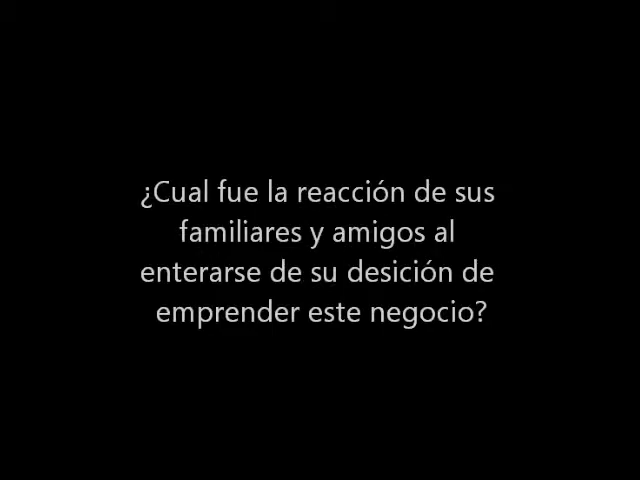 ¿Cual fue la reacción de sus
familiares y amigos al
enterarse de su desición de
emprender este negocio?